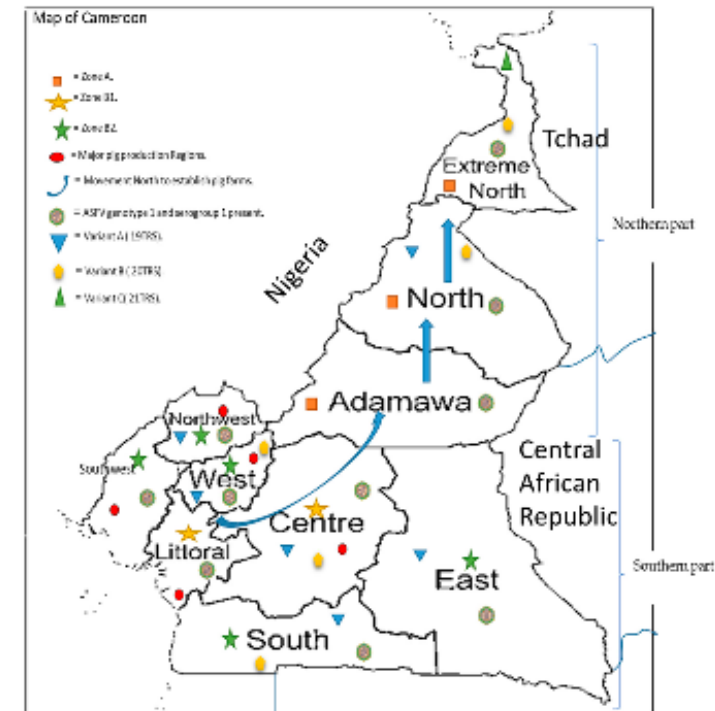 Map of Cameroon
= Zone A.
= Zone B1.
= Zone B2.
= Major pig production Regions.
= Movement North to establish pig farms.
= ASFV genotype 1 and serogroup 1 present.
= Variant A ( 19TRS).
= Variant B ( 20TRS)
= Variant C( 21TRS).
Tchad
Extreme
North
Northern part
Nigeria
North
Adamawa
Northwest
Southwest
West
Central
African
Republic
Centre
Littoral
East
Southern part
South